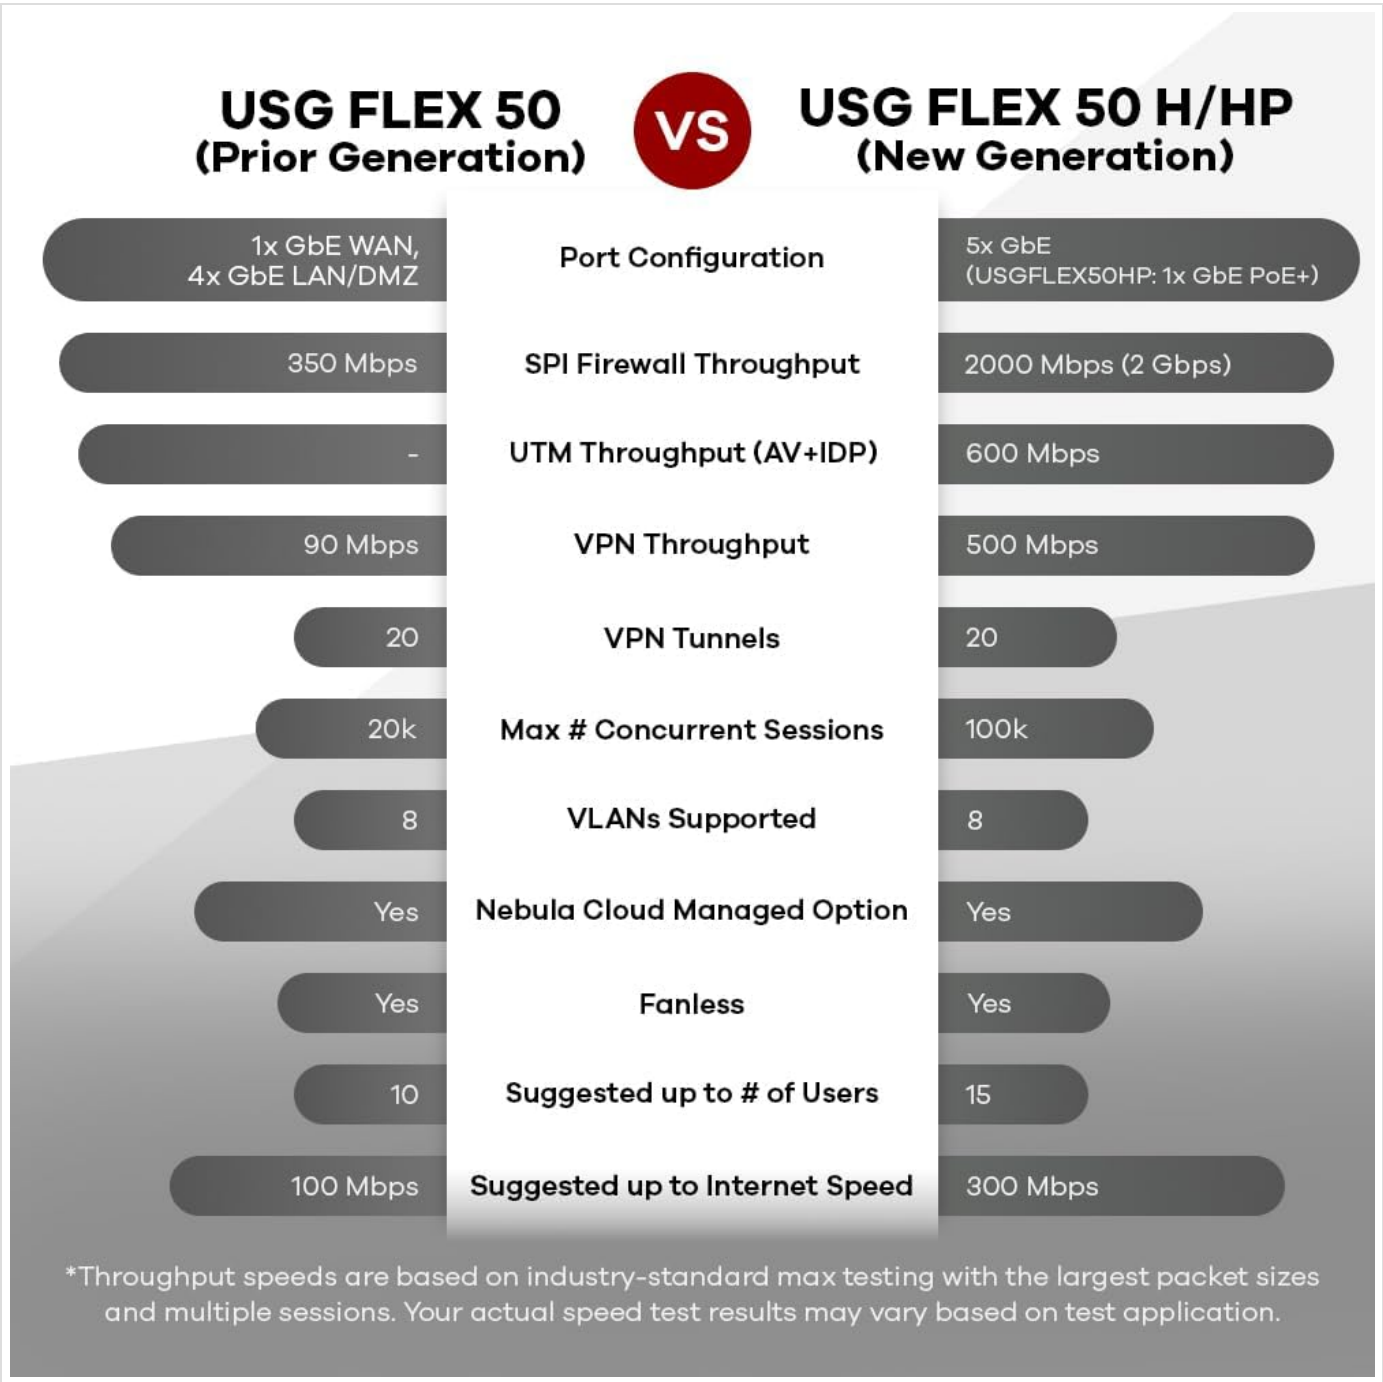 USG FLEX 50
(Prior Generation)
VS
USG FLEX 50 H/HP
(New Generation)
1x GbE WAN,
4x GbE LAN/DMZ
Port Configuration
5x GbE
(USGFLEX50HP: 1x GbE PoE+)
350 Mbps
SPI Firewall Throughput
2000 Mbps (2 Gbps)
-
UTM Throughput (AV+IDP)
600 Mbps
90 Mbps
VPN Throughput
500 Mbps
20
VPN Tunnels
20
20k
Max # Concurrent Sessions
100k
8
VLANs Supported
8
Yes
Nebula Cloud Managed Option
Yes
Yes
Fanless
Yes
10
Suggested up to # of Users
15
100 Mbps
Suggested up to Internet Speed
300 Mbps
*Throughput speeds are based on industry-standard max testing with the largest packet sizes
and multiple sessions. Your actual speed test results may vary based on test application.